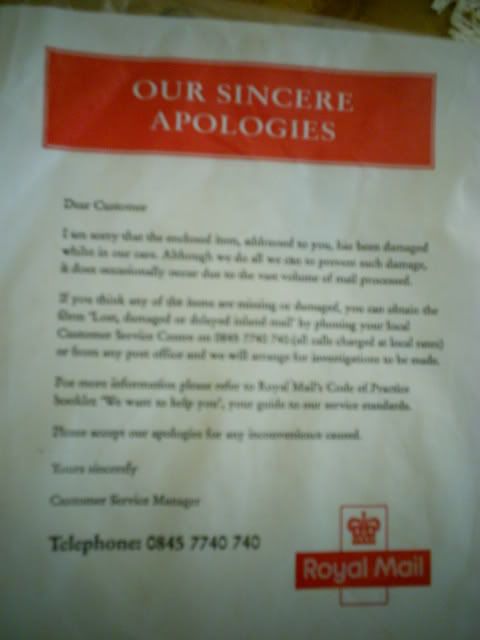 OUR SINCERE
APOLOGIES
Dear Customer
I am sorry that the enclosed item, addressed to you, has been damaged
whilst in our care. Although we do all we can to prevent such damage,
it does occasionally occur due to the vast volume of mail processed.
If you think any of the items are missing or damaged, you can obtain the
form 'Lost, damaged or delayed inland mail' by phoning your local
Customer Service Centre on 0845 7740 740 (all calls charged at local rates)
or from any post office and we will arrange for investigations to be made.
For more information please refer to Royal Mail's Code of Practice
booklet 'We want to help you', your guide to our service standards.
Please accept our apologies for any inconvenience caused.
Yours sincerely
Customer Service Manager
Telephone: 0845 7740 740
Royal Mail